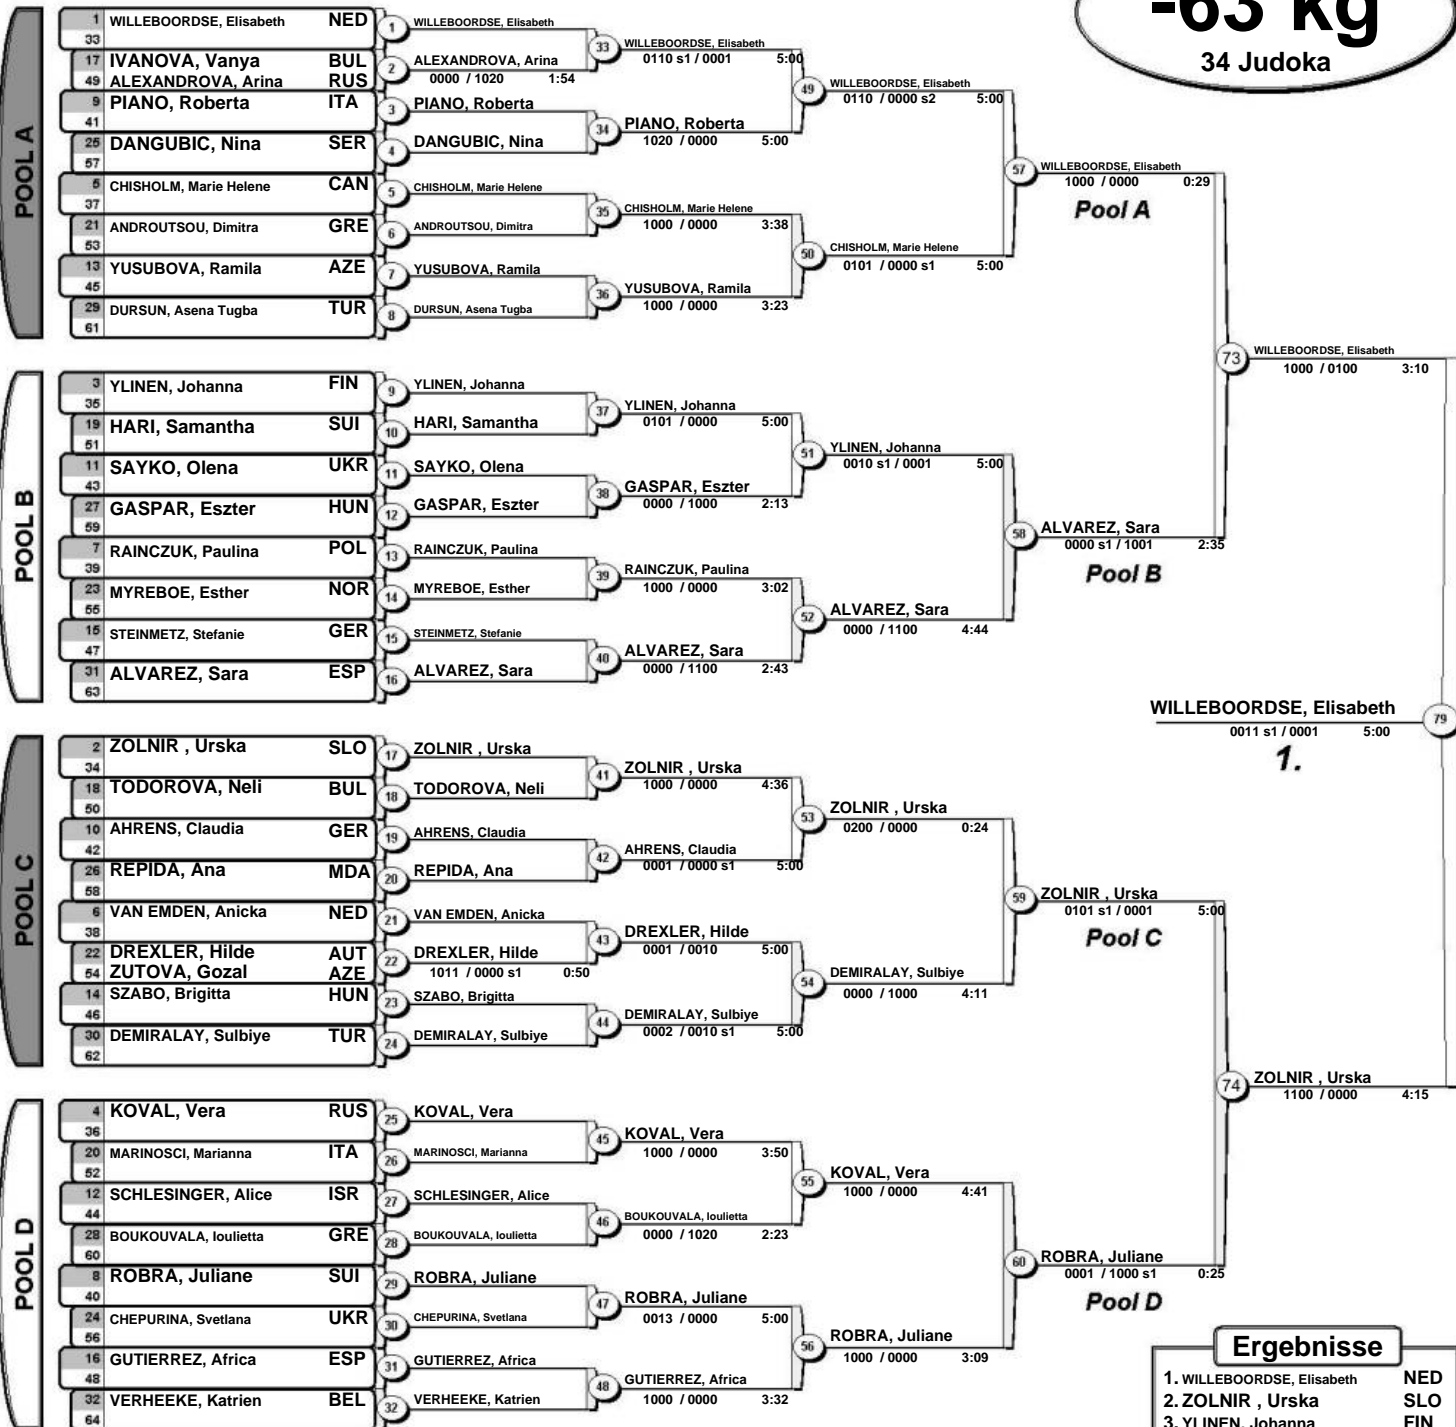 -63 kg
34 Judoka
POOL A
1 WILLEBOORDSE, Elisabeth NED
33
17 IVANOVA, Vanya BUL
49 ALEXANDROVA, Arina RUS
9 PIANO, Roberta ITA
41
25 DANGUBIC, Nina SER
57
5 CHISHOLM, Marie Helene CAN
37
21 ANDROUTSOU, Dimitra GRE
53
13 YUSUBOVA, Ramila AZE
45
29 DURSUN, Asena Tugba TUR
61
1 WILLEBOORDSE, Elisabeth
2 ALEXANDROVA, Arina
0000 / 1020 1:54
3 PIANO, Roberta
4 DANGUBIC, Nina
5 CHISHOLM, Marie Helene
6 ANDROUTSOU, Dimitra
7 YUSUBOVA, Ramila
8 DURSUN, Asena Tugba
33 WILLEBOORDSE, Elisabeth
0110 s1 / 0001 5:00
34 PIANO, Roberta
1020 / 0000 5:00
35 CHISHOLM, Marie Helene
1000 / 0000 3:38
36 YUSUBOVA, Ramila
1000 / 0000 3:23
49 WILLEBOORDSE, Elisabeth
0110 / 0000 s2 5:00
50 CHISHOLM, Marie Helene
0101 / 0000 s1 5:00
57 WILLEBOORDSE, Elisabeth
1000 / 0000 0:29
Pool A
POOL B
3 YLINEN, Johanna FIN
35
19 HARI, Samantha SUI
51
11 SAYKO, Olena UKR
43
27 GASPAR, Eszter HUN
59
7 RAINCZUK, Paulina POL
39
23 MYREBOE, Esther NOR
55
15 STEINMETZ, Stefanie GER
47
31 ALVAREZ, Sara ESP
63
9 YLINEN, Johanna
10 HARI, Samantha
11 SAYKO, Olena
12 GASPAR, Eszter
13 RAINCZUK, Paulina
14 MYREBOE, Esther
15 STEINMETZ, Stefanie
16 ALVAREZ, Sara
37 YLINEN, Johanna
0101 / 0000 5:00
38 GASPAR, Eszter
0000 / 1000 2:13
39 RAINCZUK, Paulina
1000 / 0000 3:02
40 ALVAREZ, Sara
0000 / 1100 2:43
51 YLINEN, Johanna
0010 s1 / 0001 5:00
52 ALVAREZ, Sara
0000 / 1100 4:44
58 ALVAREZ, Sara
0000 s1 / 1001 2:35
Pool B
73 WILLEBOORDSE, Elisabeth
1000 / 0100 3:10
WILLEBOORDSE, Elisabeth 79
0011 s1 / 0001 5:00
1.
POOL C
2 ZOLNIR , Urska SLO
34
18 TODOROVA, Neli BUL
50
10 AHRENS, Claudia GER
42
26 REPIDA, Ana MDA
58
6 VAN EMDEN, Anicka NED
38
22 DREXLER, Hilde AUT
54 ZUTOVA, Gozal AZE
14 SZABO, Brigitta HUN
46
30 DEMIRALAY, Sulbiye TUR
62
17 ZOLNIR , Urska
18 TODOROVA, Neli
19 AHRENS, Claudia
20 REPIDA, Ana
21 VAN EMDEN, Anicka
22 DREXLER, Hilde
1011 / 0000 s1 0:50
23 SZABO, Brigitta
24 DEMIRALAY, Sulbiye
41 ZOLNIR , Urska
1000 / 0000 4:36
42 AHRENS, Claudia
0001 / 0000 s1 5:00
43 DREXLER, Hilde
0001 / 0010 5:00
44 DEMIRALAY, Sulbiye
0002 / 0010 s1 5:00
53 ZOLNIR , Urska
0200 / 0000 0:24
54 DEMIRALAY, Sulbiye
0000 / 1000 4:11
59 ZOLNIR , Urska
0101 s1 / 0001 5:00
Pool C
74 ZOLNIR , Urska
1100 / 0000 4:15
POOL D
4 KOVAL, Vera RUS
36
20 MARINOSCI, Marianna ITA
52
12 SCHLESINGER, Alice ISR
44
28 BOUKOUVALA, Ioulietta GRE
60
8 ROBRA, Juliane SUI
40
24 CHEPURINA, Svetlana UKR
56
16 GUTIERREZ, Africa ESP
48
32 VERHEEKE, Katrien BEL
64
25 KOVAL, Vera
26 MARINOSCI, Marianna
27 SCHLESINGER, Alice
28 BOUKOUVALA, Ioulietta
29 ROBRA, Juliane
30 CHEPURINA, Svetlana
31 GUTIERREZ, Africa
32 VERHEEKE, Katrien
45 KOVAL, Vera
1000 / 0000 3:50
46 BOUKOUVALA, Ioulietta
0000 / 1020 2:23
47 ROBRA, Juliane
0013 / 0000 5:00
48 GUTIERREZ, Africa
1000 / 0000 3:32
55 KOVAL, Vera
1000 / 0000 4:41
56 ROBRA, Juliane
1000 / 0000 3:09
60 ROBRA, Juliane
0001 / 1000 s1 0:25
Pool D
Ergebnisse
1. WILLEBOORDSE, Elisabeth NED
2. ZOLNIR , Urska SLO
3. YLINEN, Johanna FIN